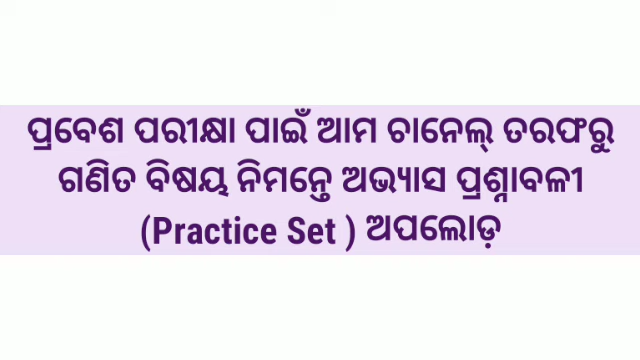 ପ୍ରବେଶ ପରୀକ୍ଷା ପାଇଁ ଆମ ଚାନେଲ୍ ତରଫରୁ
ଗଣିତ ବିଷୟ ନିମନ୍ତେ ଅଭ୍ୟାସ ପ୍ରଶ୍ନାବଳୀ
(Practice Set ) ଅପଲୋଡ଼